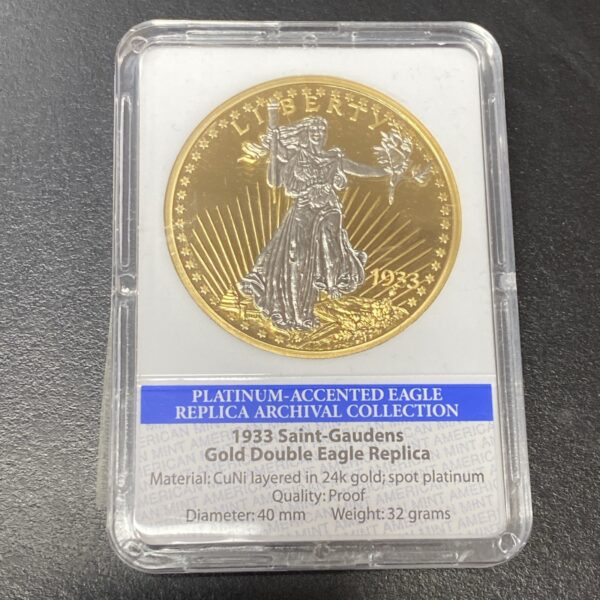 LIBERTY
1933
PLATINUM-ACCENTED EAGLE
REPLICA ARCHIVAL COLLECTION
1933 Saint-Gaudens
Gold Double Eagle Replica
Material: CuNi layered in 24k gold; spot platinum
Quality: Proof
Diameter: 40 mm Weight: 32 grams